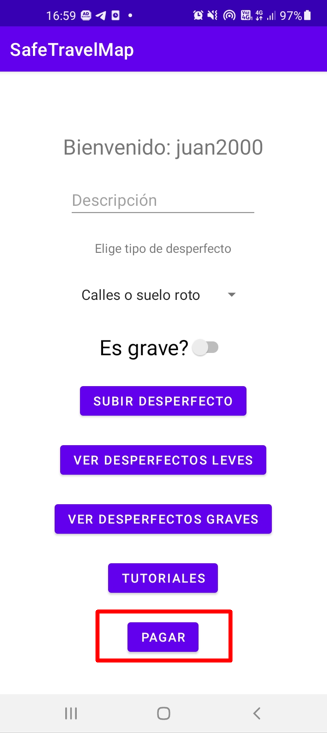 16:59 97%
SafeTravelMap
Bienvenido: juan2000
Descripción
Elige tipo de desperfecto
Calles o suelo roto
Es grave?
SUBIR DESPERFECTO
VER DESPERFECTOS LEVES
VER DESPERFECTOS GRAVES
TUTORIALES
PAGAR